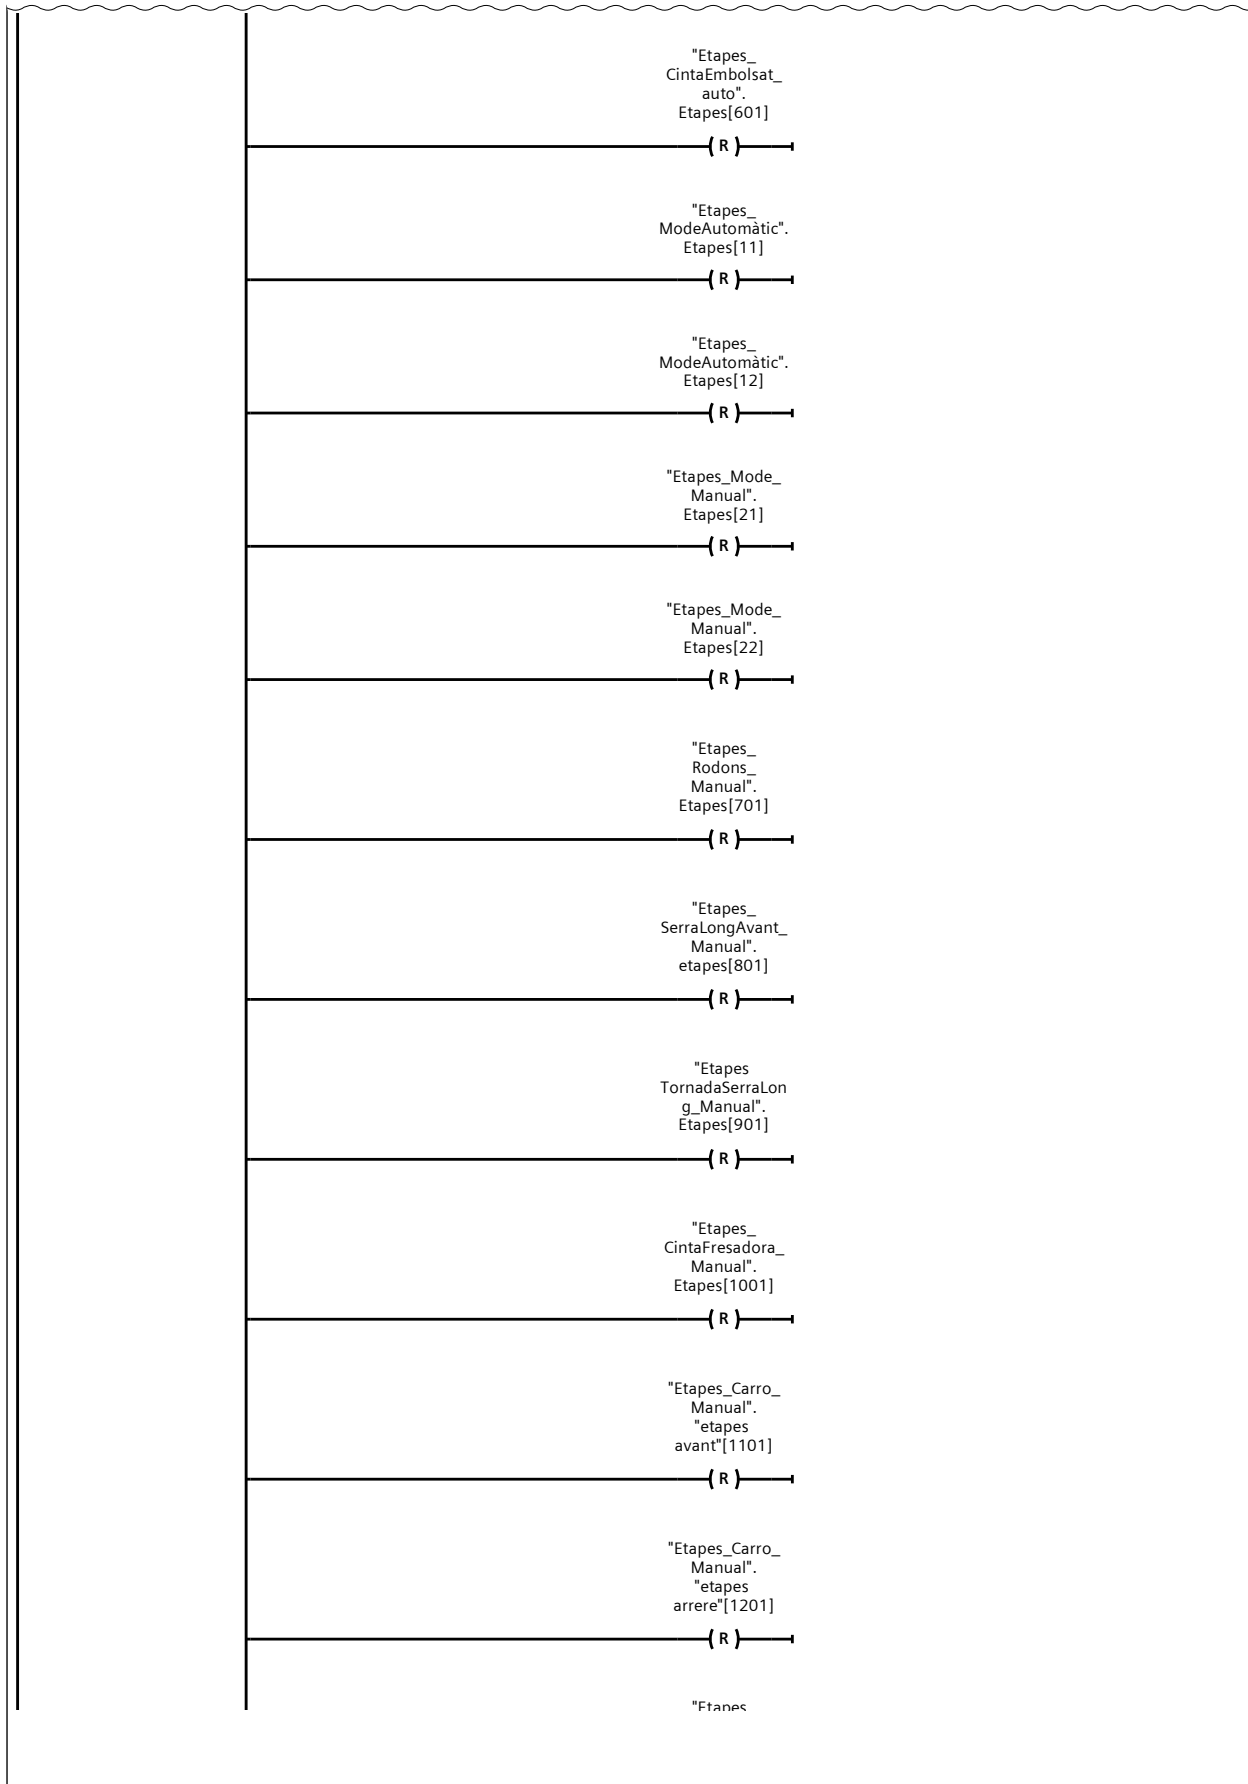 "Etapes_
CintaEmbolsat_
auto".
Etapes[601]
( R )
"Etapes_
ModeAutomàtic".
Etapes[11]
( R )
"Etapes_
ModeAutomàtic".
Etapes[12]
( R )
"Etapes_Mode_
Manual".
Etapes[21]
( R )
"Etapes_Mode_
Manual".
Etapes[22]
( R )
"Etapes_
Rodons_
Manual".
Etapes[701]
( R )
"Etapes_
SerraLongAvant_
Manual".
etapes[801]
( R )
"Etapes
TornadaSerraLon
g_Manual".
Etapes[901]
( R )
"Etapes_
CintaFresadora_
Manual".
Etapes[1001]
( R )
"Etapes_Carro_
Manual".
"etapes
avant"[1101]
( R )
"Etapes_Carro_
Manual".
"etapes
arrere"[1201]
( R )
"Etapes